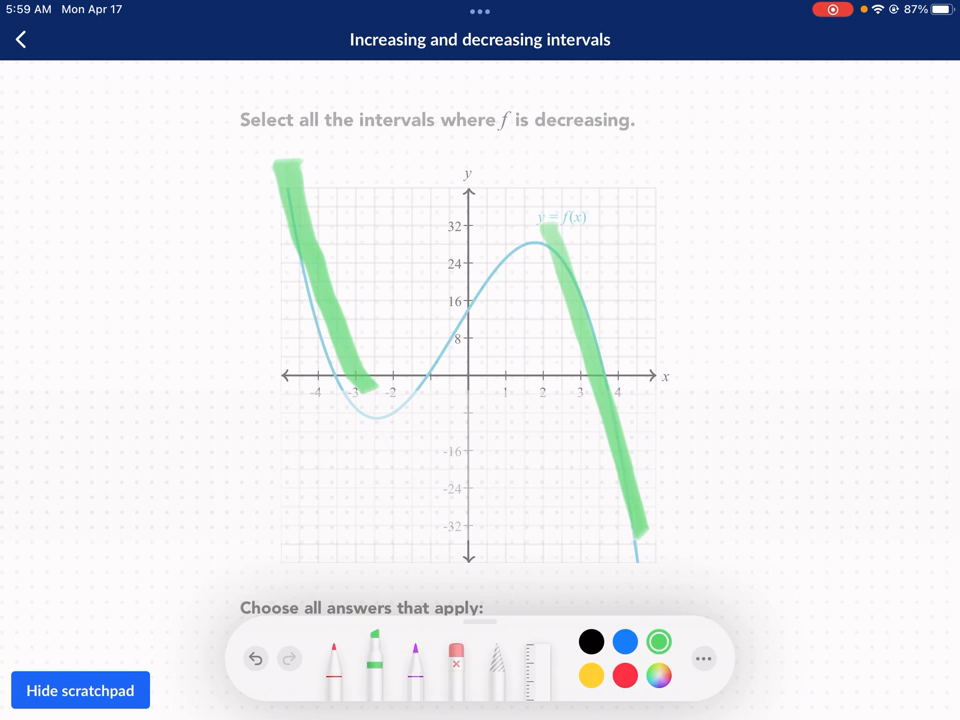 5:59 AM Mon Apr 17
87%
Increasing and decreasing intervals
Select all the intervals where f is decreasing.
y
y = f(x)
32
24
16
8
-4 -3 -2 1 2 3 4 x
-16
-24
-32
Choose all answers that apply:
Hide scratchpad